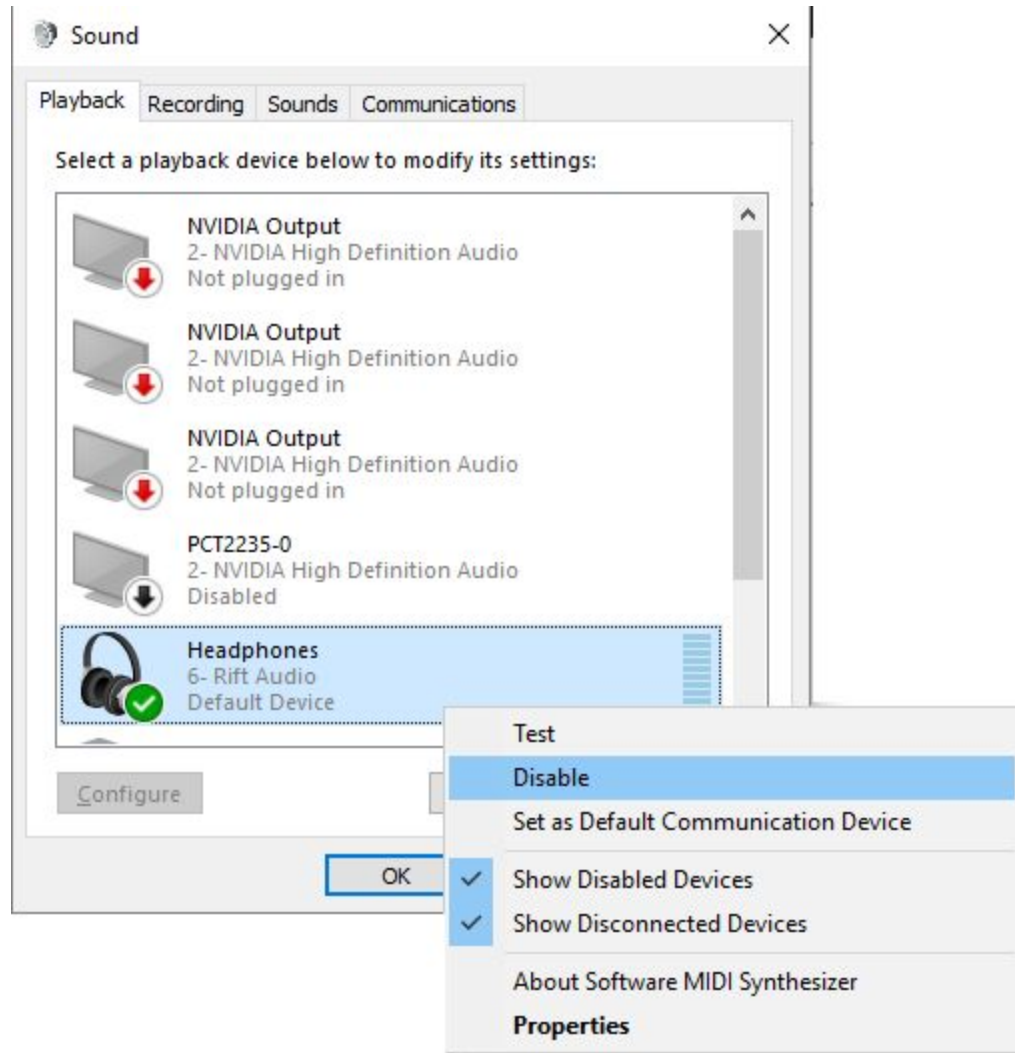 Sound
Playback Recording Sounds Communications
Select a playback device below to modify its settings:
NVIDIA Output
2- NVIDIA High Definition Audio
Not plugged in
NVIDIA Output
2- NVIDIA High Definition Audio
Not plugged in
NVIDIA Output
2- NVIDIA High Definition Audio
Not plugged in
PCT2235-0
2- NVIDIA High Definition Audio
Disabled
Headphones
6- Rift Audio
Default Device
Configure
OK
Test
Disable
Set as Default Communication Device
Show Disabled Devices
Show Disconnected Devices
About Software MIDI Synthesizer
Properties